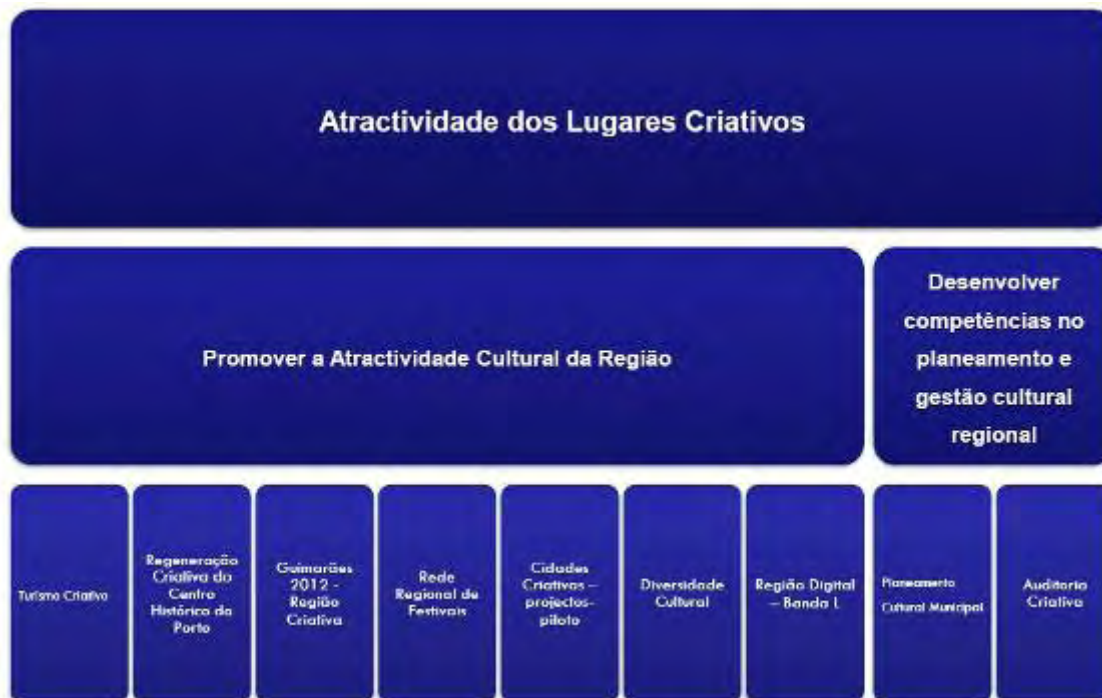 Atractividade dos Lugares Criativos
Promover a Atractividade Cultural da Região
Desenvolver
competências no
planeamento e
gestão cultural
regional
Turismo Criativo
Regeneração
Criativa do
Centro
Histórico do
Porto
Guimarães
2012 -
Região
Criativa
Rede
Regional de
Festivais
Cidades
Criativas –
projectos-
piloto
Diversidade
Cultural
Região Digital
– Banda L
Planeamento
Cultural Municipal
Auditoria
Criativa